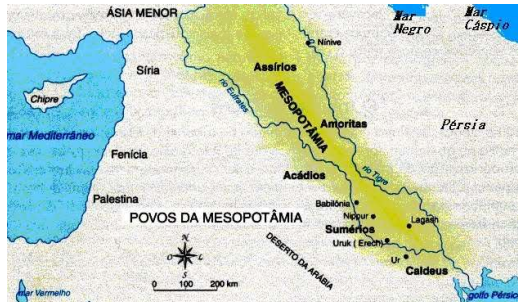 ÁSIA MENOR
Mar
Negro
Mar
Cáspio
Nínive
Síria
Assírios
Chipre
rio Eufrates
MESOPOTÂMIA
mar Mediterrâneo
Amoritas
Pérsia
Fenícia
Acádios
rio Tigre
Palestina
Babilônia
Nippur
Lagash
POVOS DA MESOPOTÂMIA
Sumérios
Uruk (Erech)
DESERTO DA ARÁBIA
Ur
Caldeus
N
O
L
S
0
100
200 km
mar Vermelho
golfo Pérsico